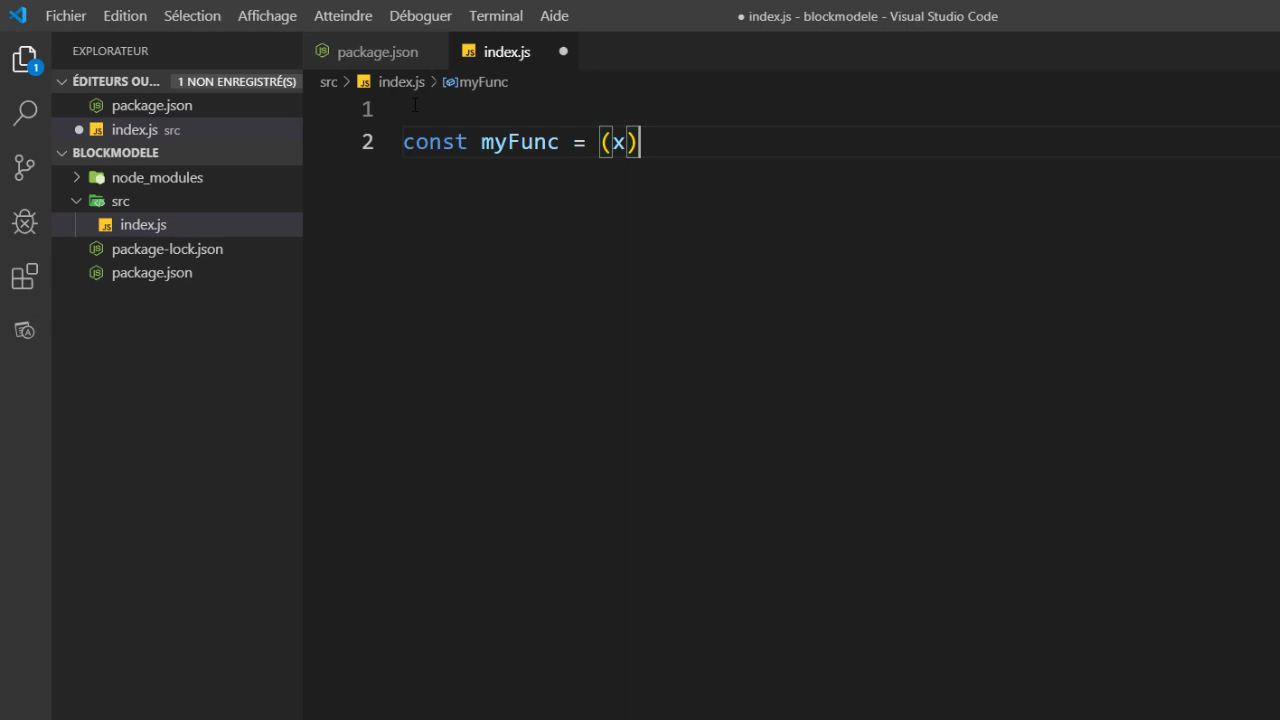 Fichier Edition Sélection Affichage Atteindre Déboguer Terminal Aide ● index.js - blockmodele - Visual Studio Code
EXPLORATEUR
package.json
index.js
ÉDITEURS OU... 1 NON ENREGISTRÉ(S)
src > index.js > myFunc
package.json
index.js src
BLOCKMODELE
node_modules
src
index.js
package-lock.json
package.json
1
1
2 const myFunc = (x)